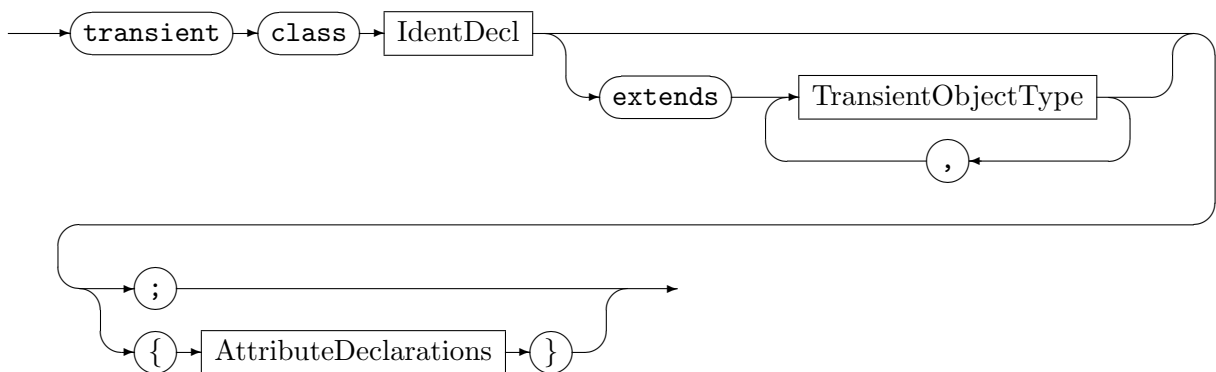 transient class IdentDecl
extends TransientObjectType
,
;
{ AttributeDeclarations }